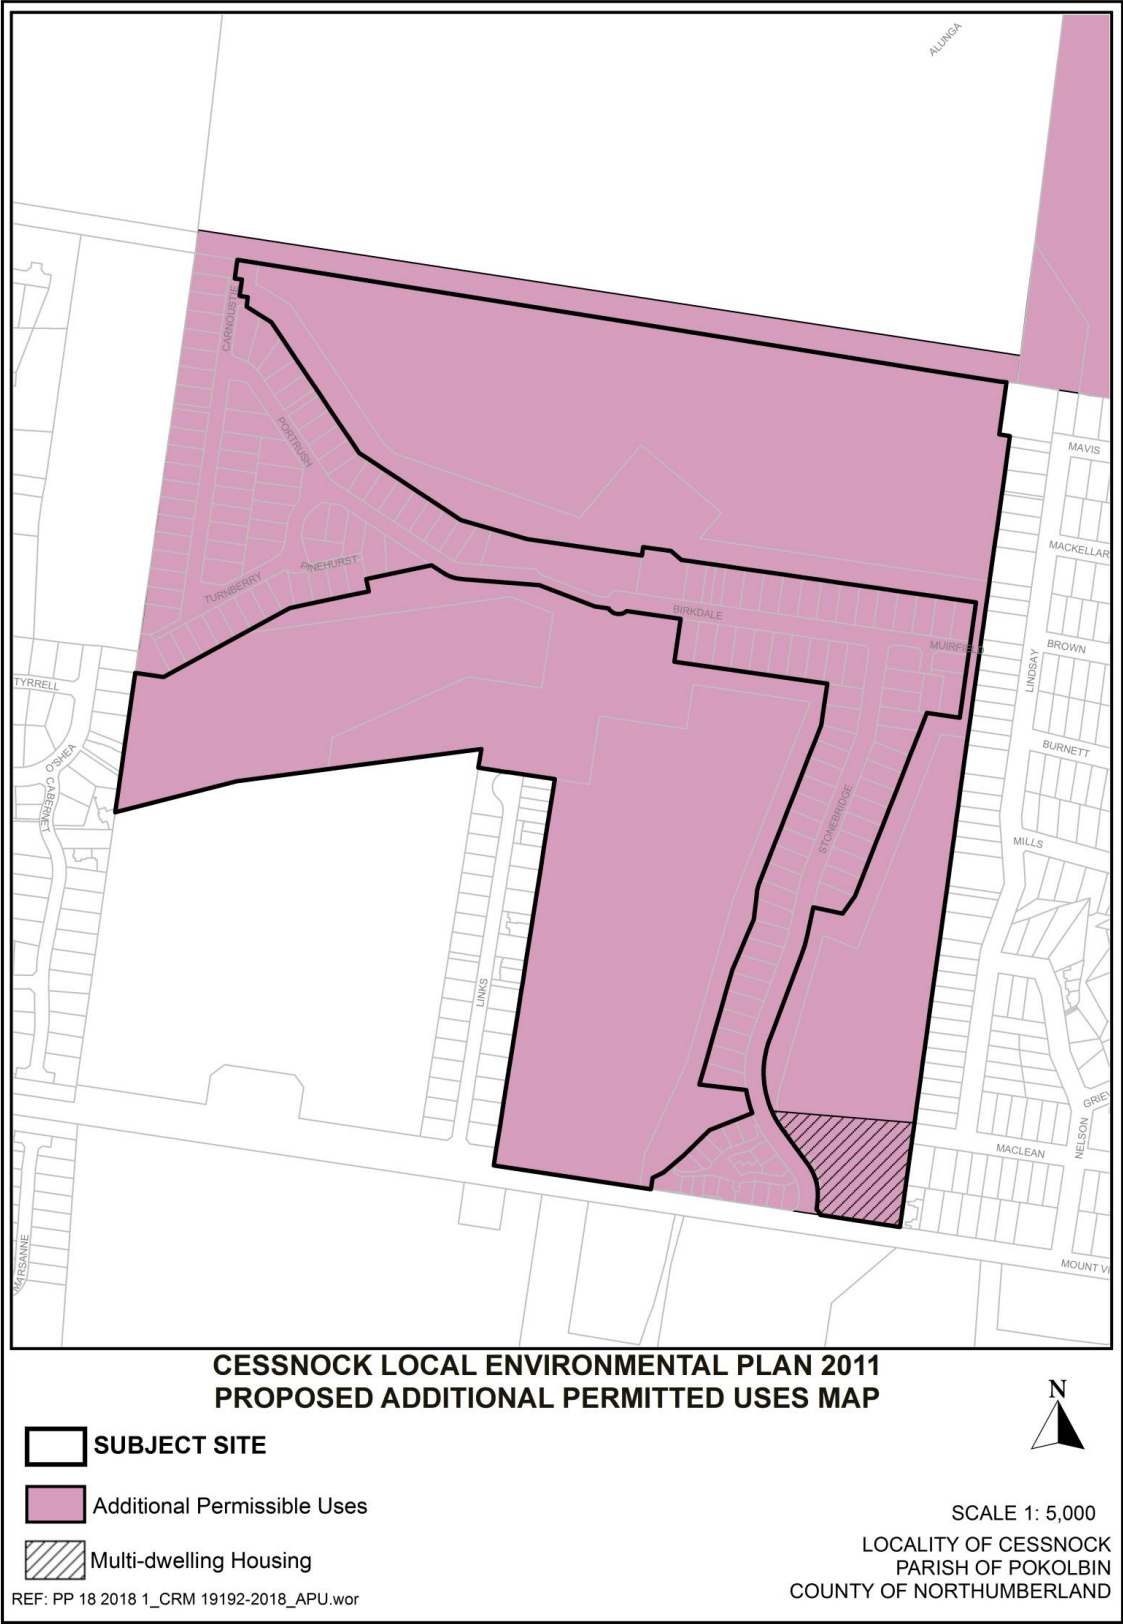 ALUNGA
CARNOUSTIE
PORTRUSH
MAVIS
MACKELLAR
PINEHURST
TURNBERRY
BIRKDALE
MUIRFIELD
BROWN
LINDSAY
TYRRELL
O'SHEA
CABERNET
BURNETT
STONEBRIDGE
MILLS
LINKS
GRIEV
NELSON
MACLEAN
MARSANNE
MOUNT VI
CESSNOCK LOCAL ENVIRONMENTAL PLAN 2011
PROPOSED ADDITIONAL PERMITTED USES MAP
N
SUBJECT SITE
Additional Permissible Uses
Multi-dwelling Housing
SCALE 1: 5,000
LOCALITY OF CESSNOCK
PARISH OF POKOLBIN
COUNTY OF NORTHUMBERLAND
REF: PP 18 2018 1_CRM 19192-2018_APU.wor